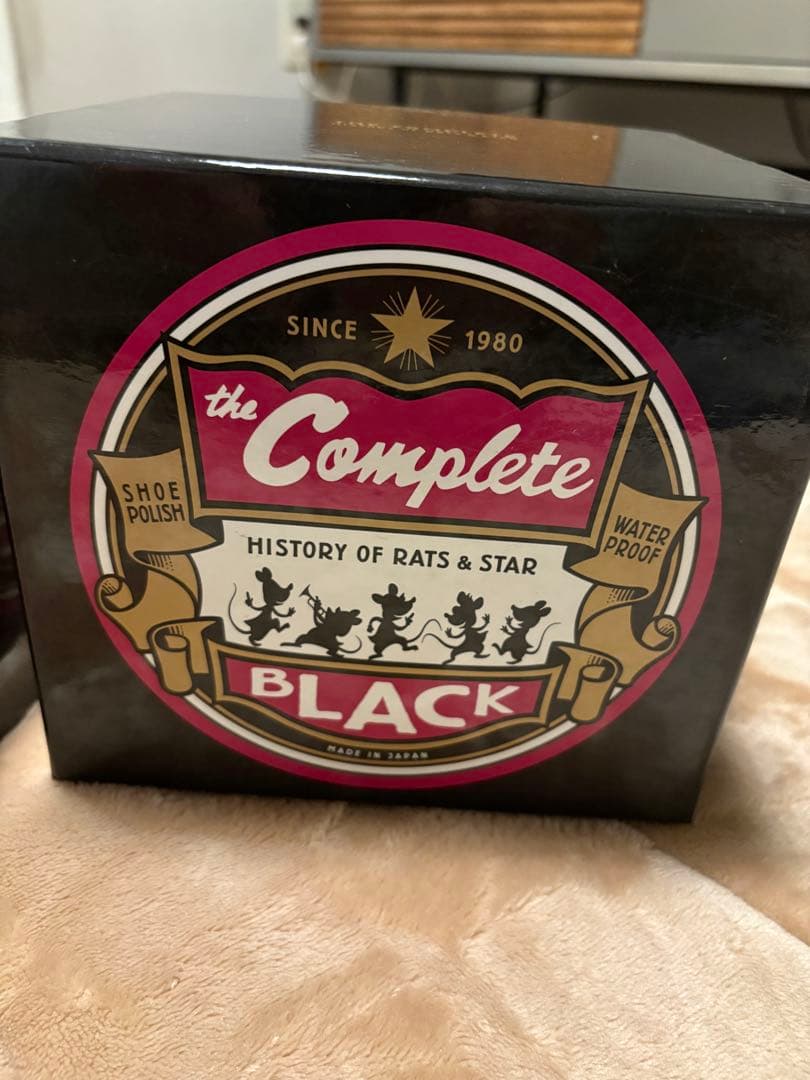 SINCE 1980
the Complete
SHOE
POLISH
WATER
PROOF
HISTORY OF RATS & STAR
BLACK
MADE IN JAPAN